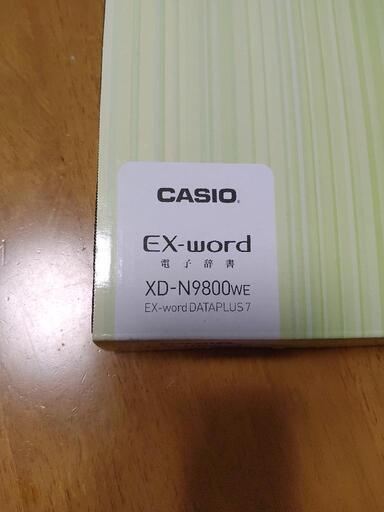 CASIO
EX-word
電子辞書
XD-N9800WE
EX-word DATAPLUS 7